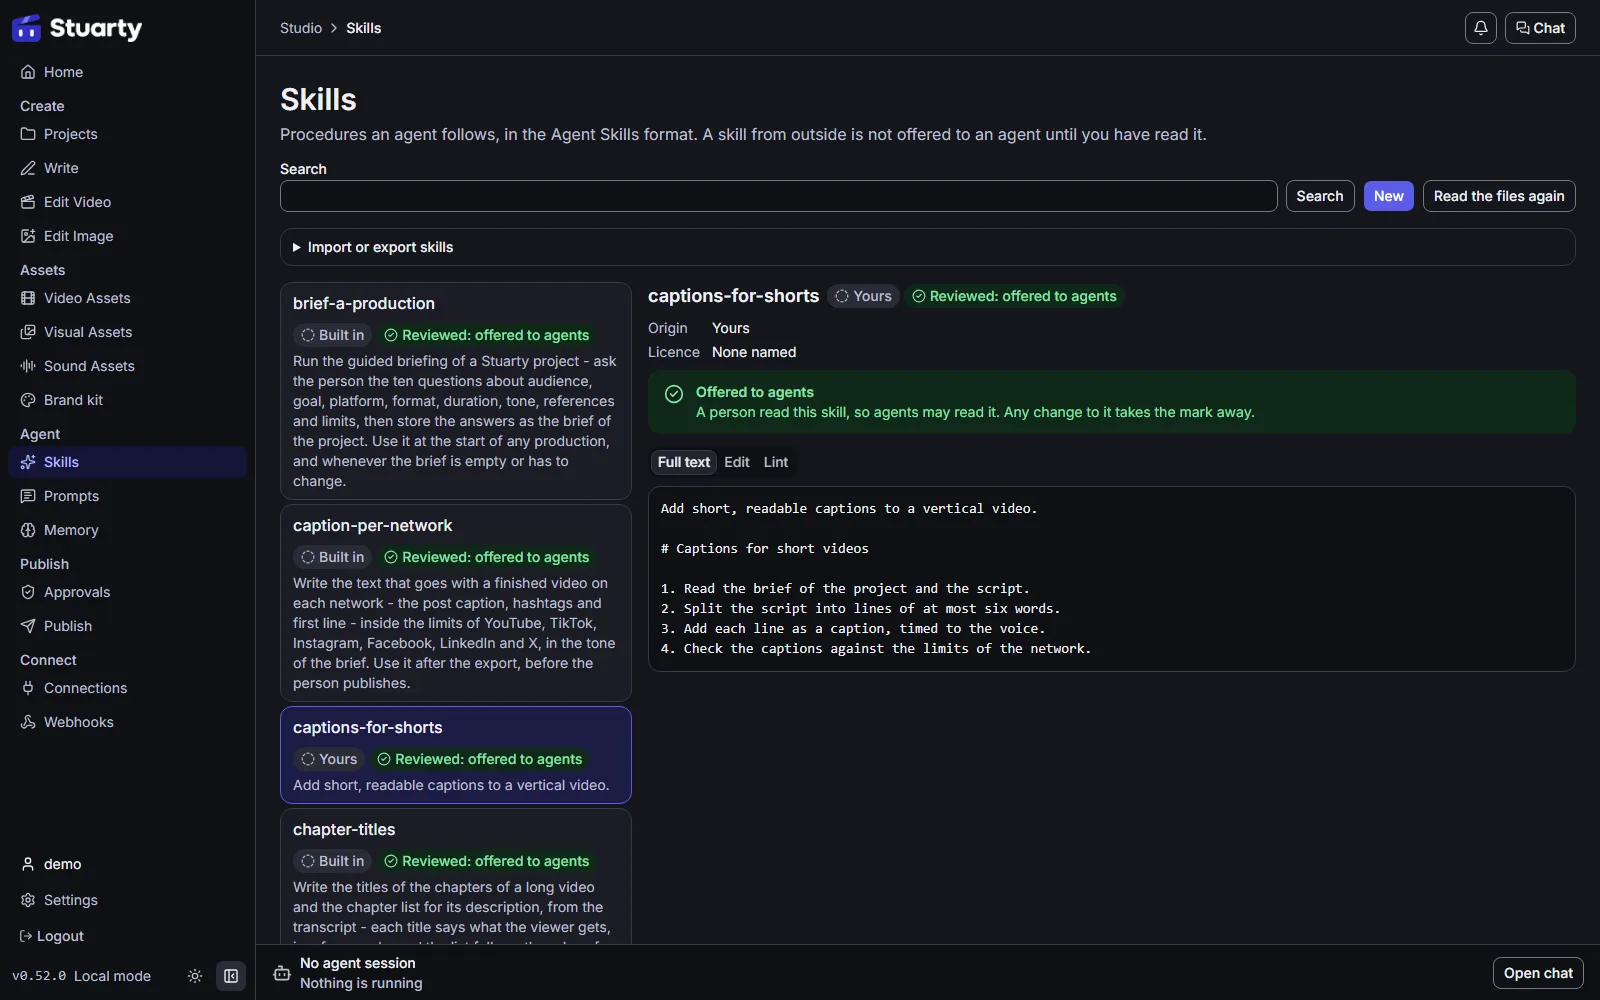 Stuarty
Home
Create
Projects
Write
Edit Video
Edit Image
Assets
Video Assets
Visual Assets
Sound Assets
Brand kit
Agent
Skills
Prompts
Memory
Publish
Approvals
Publish
Connect
Connections
Webhooks
demo
Settings
Logout
v0.52.0 Local mode
Studio > Skills
Chat
Skills
Procedures an agent follows, in the Agent Skills format. A skill from outside is not offered to an agent until you have read it.
Search
Search
New
Read the files again
Import or export skills
brief-a-production
Built in
Reviewed: offered to agents
Run the guided briefing of a Stuarty project - ask
the person the ten questions about audience,
goal, platform, format, duration, tone, references
and limits, then store the answers as the brief of
the project. Use it at the start of any production,
and whenever the brief is empty or has to
change.
caption-per-network
Built in
Reviewed: offered to agents
Write the text that goes with a finished video on
each network - the post caption, hashtags and
first line - inside the limits of YouTube, TikTok,
Instagram, Facebook, LinkedIn and X, in the tone
of the brief. Use it after the export, before the
person publishes.
captions-for-shorts
Yours
Reviewed: offered to agents
Add short, readable captions to a vertical video.
chapter-titles
Built in
Reviewed: offered to agents
Write the titles of the chapters of a long video
and the chapter list for its description, from the
transcript - each title says what the viewer gets,
captions-for-shorts
Yours
Reviewed: offered to agents
Origin Yours
Licence None named
Offered to agents
A person read this skill, so agents may read it. Any change to it takes the mark away.
Full text
Edit
Lint
Add short, readable captions to a vertical video.
# Captions for short videos
1. Read the brief of the project and the script.
2. Split the script into lines of at most six words.
3. Add each line as a caption, timed to the voice.
4. Check the captions against the limits of the network.
No agent session
Nothing is running
Open chat